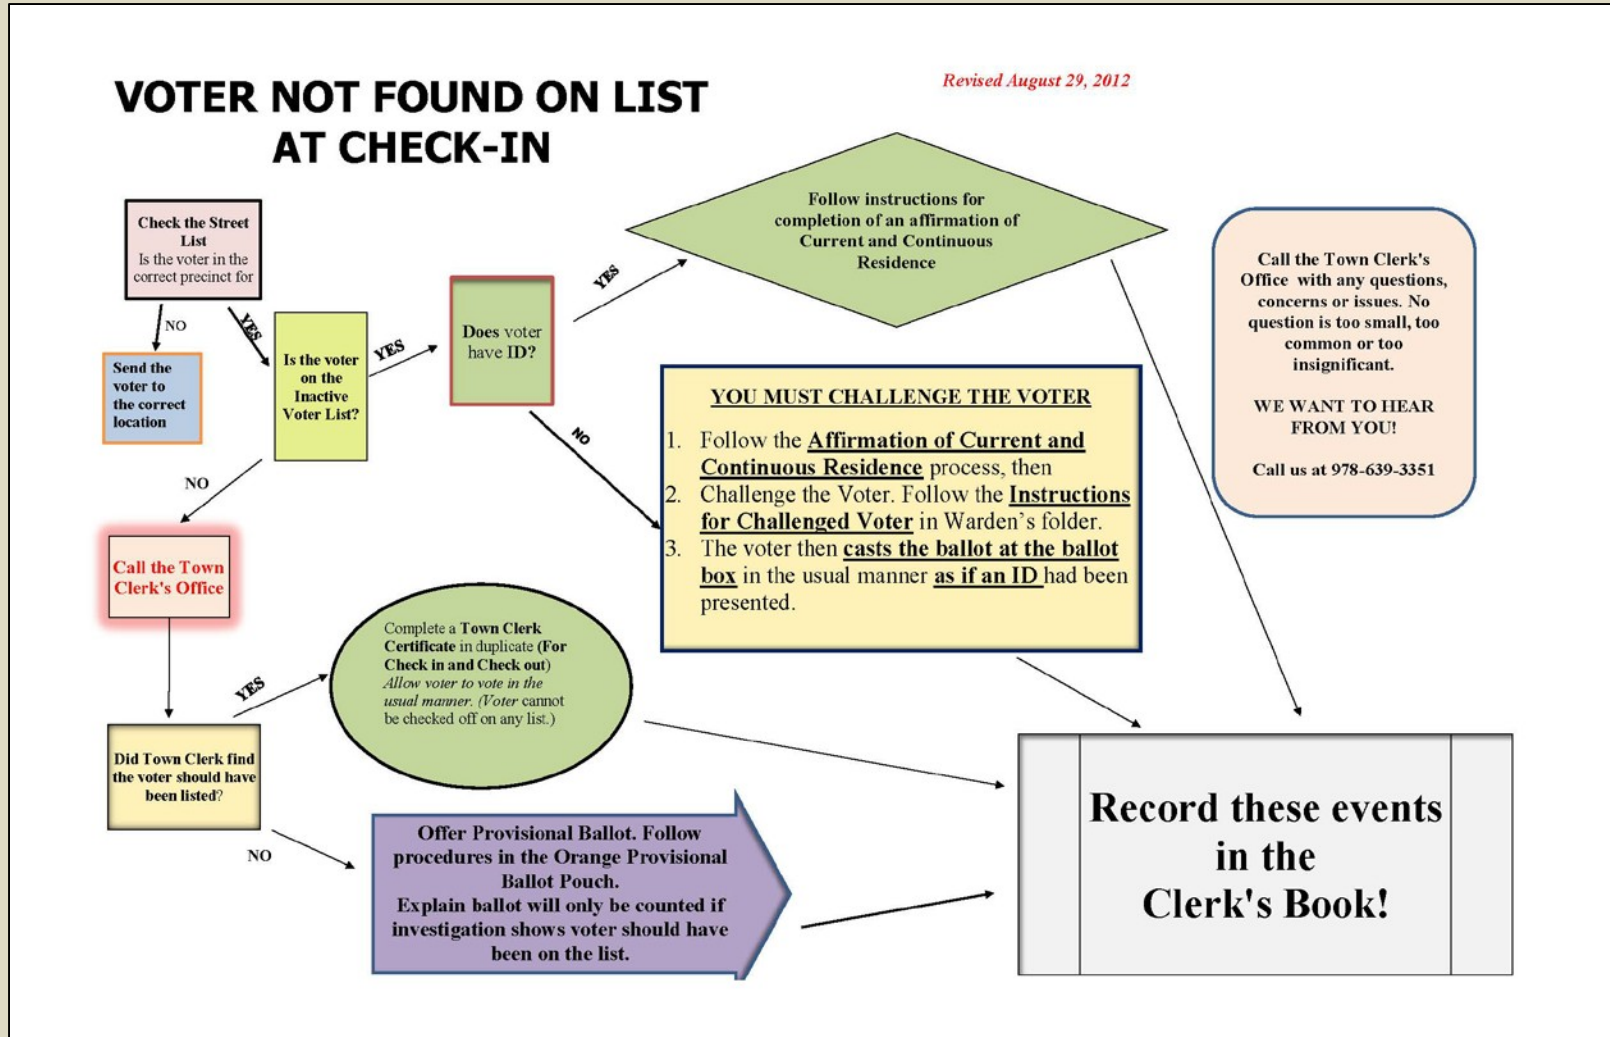 VOTER NOT FOUND ON LIST
AT CHECK-IN
Revised August 29, 2012
Check the Street
List
Is the voter in the
correct precinct for
NO
YES
Send the
voter to
the correct
location
Is the voter
on the
Inactive
Voter List?
YES
NO
Does voter
have ID?
YES
NO
Follow instructions for
completion of an affirmation of
Current and Continuous
Residence
Call the Town Clerk's
Office with any questions,
concerns or issues. No
question is too small, too
common or too
insignificant.
WE WANT TO HEAR
FROM YOU!
Call us at 978-639-3351
YOU MUST CHALLENGE THE VOTER
1. Follow the Affirmation of Current and
Continuous Residence process, then
2. Challenge the Voter. Follow the Instructions
for Challenged Voter in Warden's folder.
3. The voter then casts the ballot at the ballot
box in the usual manner as if an ID had been
presented.
Call the Town
Clerk's Office
Complete a Town Clerk
Certificate in duplicate (For
Check in and Check out)
Allow voter to vote in the
usual manner. (Voter cannot
be checked off on any list.)
YES
Did Town Clerk find
the voter should have
been listed?
NO
Offer Provisional Ballot. Follow
procedures in the Orange Provisional
Ballot Pouch.
Explain ballot will only be counted if
investigation shows voter should have
been on the list.
Record these events
in the
Clerk's Book!